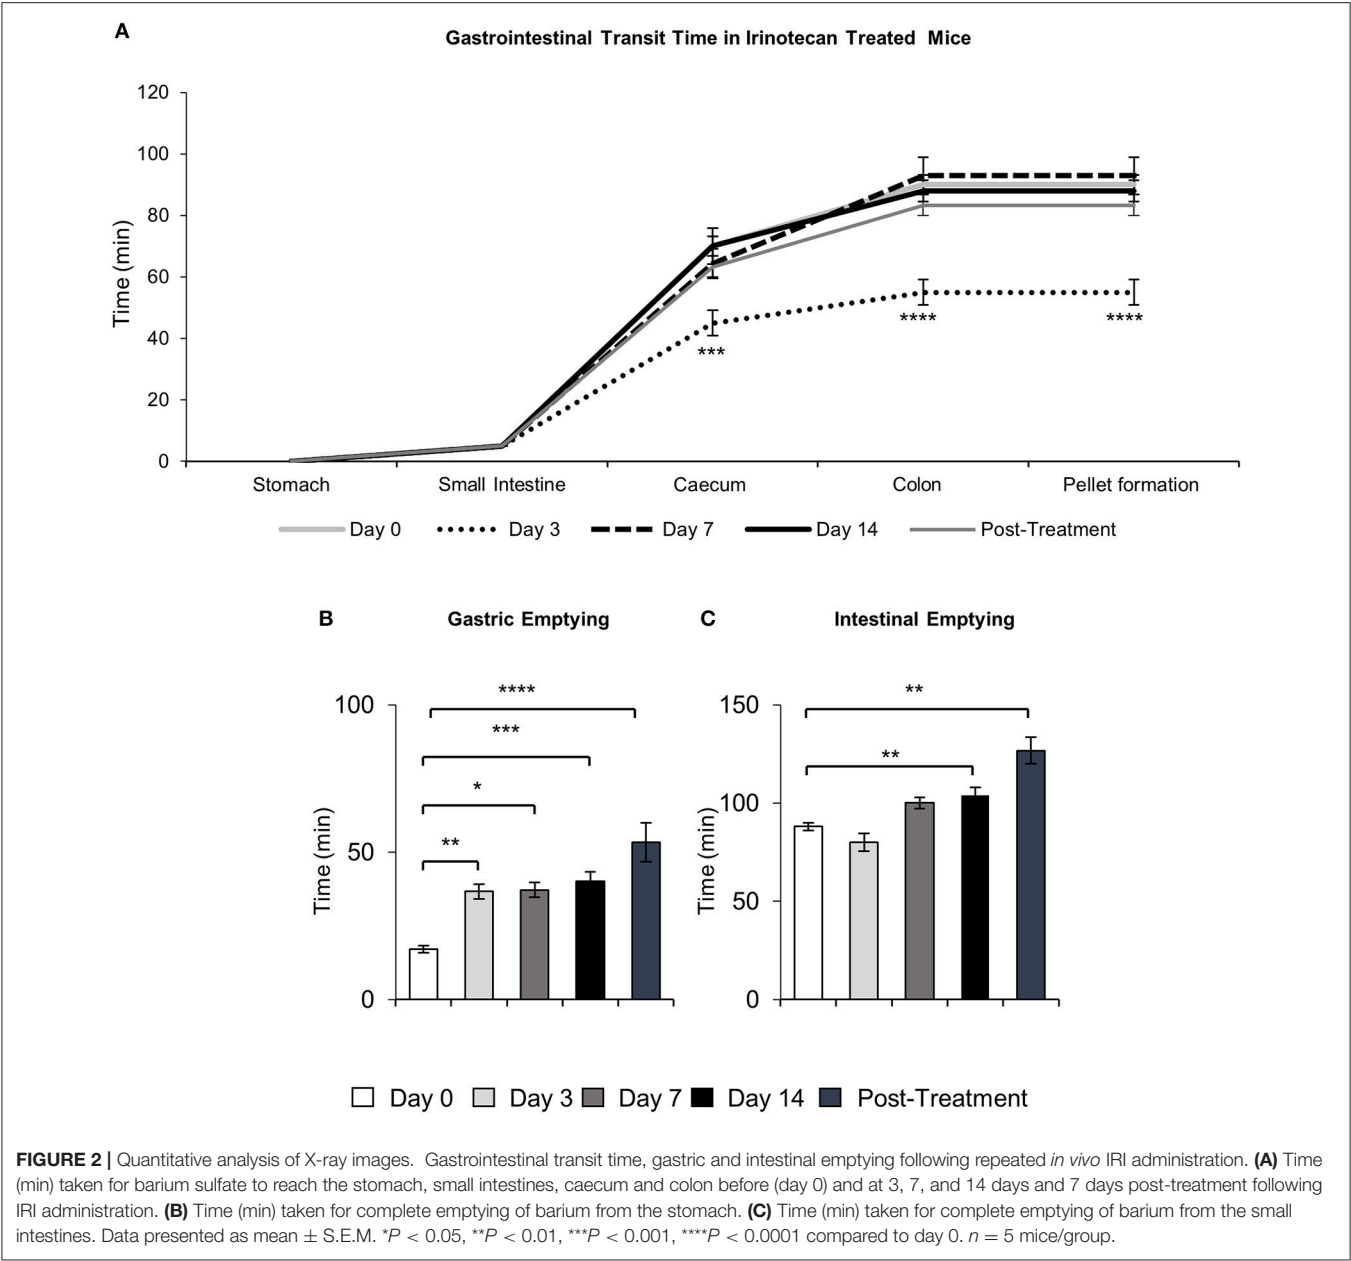 A
Gastrointestinal Transit Time in Irinotecan Treated Mice
120
100
80
60
40
20
0
Time (min)
***
****
****
Stomach Small Intestine Caecum Colon Pellet formation
Day 0 Day 3 Day 7 Day 14 Post-Treatment
B Gastric Emptying
100
50
0
Time (min)
****
***
*
**
C Intestinal Emptying
150
100
50
0
Time (min)
**
**
Day 0 Day 3 Day 7 Day 14 Post-Treatment
FIGURE 2 | Quantitative analysis of X-ray images. Gastrointestinal transit time, gastric and intestinal emptying following repeated in vivo IRI administration. (A) Time
(min) taken for barium sulfate to reach the stomach, small intestines, caecum and colon before (day 0) and at 3, 7, and 14 days and 7 days post-treatment following
IRI administration. (B) Time (min) taken for complete emptying of barium from the stomach. (C) Time (min) taken for complete emptying of barium from the small
intestines. Data presented as mean ± S.E.M. *P < 0.05, **P < 0.01, ***P < 0.001, ****P < 0.0001 compared to day 0. n = 5 mice/group.